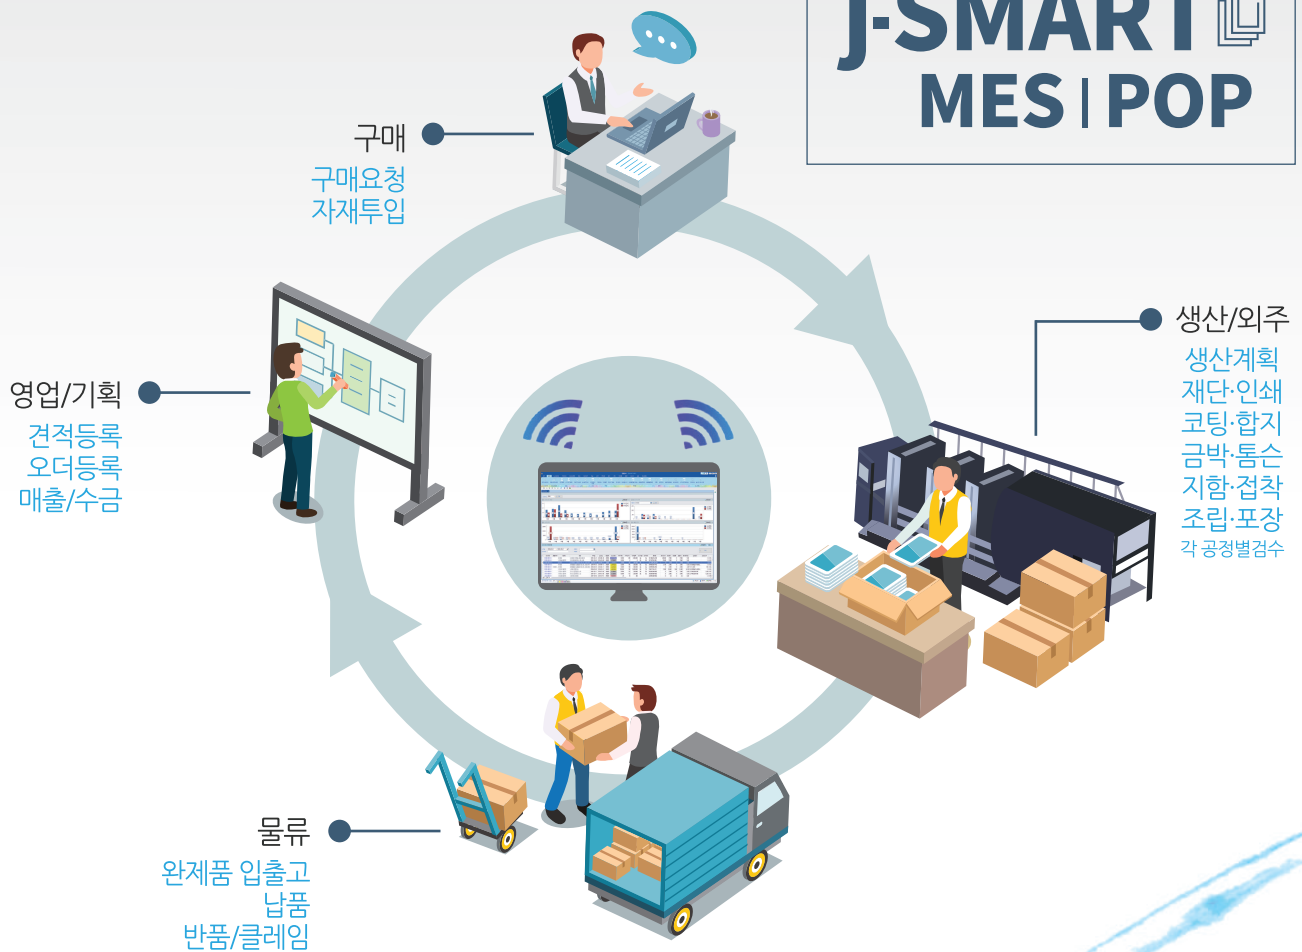 J-SMART
MES | POP
구매
구매요청
자재투입
생산/외주
생산계획
재단·인쇄
코팅·합지
금박·톰슨
지함·접착
조립·포장
각 공정별검수
영업/기획
견적등록
오더등록
매출/수금
물류
완제품 입출고
납품
반품/클레임